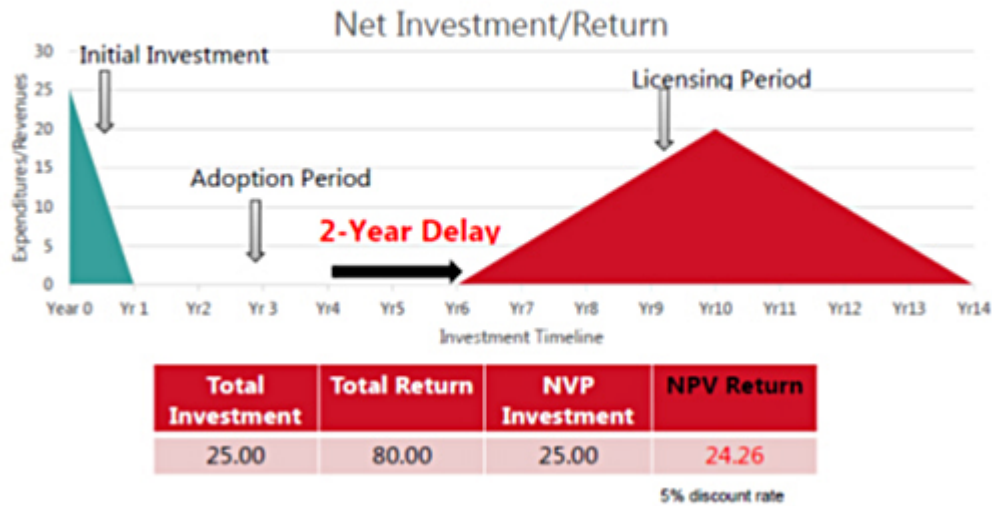 Net Investment/Return
Expenditures/Revenues
30
25
20
15
10
5
0
Initial Investment
Adoption Period
2-Year Delay
Licensing Period
Year 0 Yr 1 Yr2 Yr 3 Yr4 Yr5 Yr6 Yr7 Yr8 Yr9 Yr10 Yr11 Yr12 Yr13 Yr14
Investment Timeline
Total Investment Total Return NVP Investment NPV Return
25.00 80.00 25.00 24.26
5% discount rate